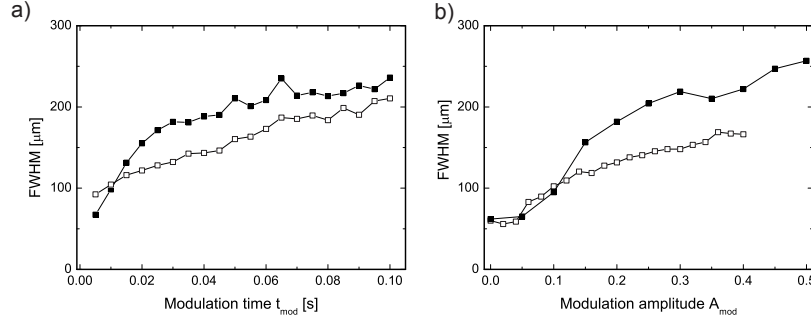 a)
300
200
100
0
FWHM [μm]
0.00 0.02 0.04 0.06 0.08 0.10
Modulation time t_mod [s]
b)
300
200
100
0
FWHM [μm]
0.0 0.1 0.2 0.3 0.4 0.5
Modulation amplitude A_mod